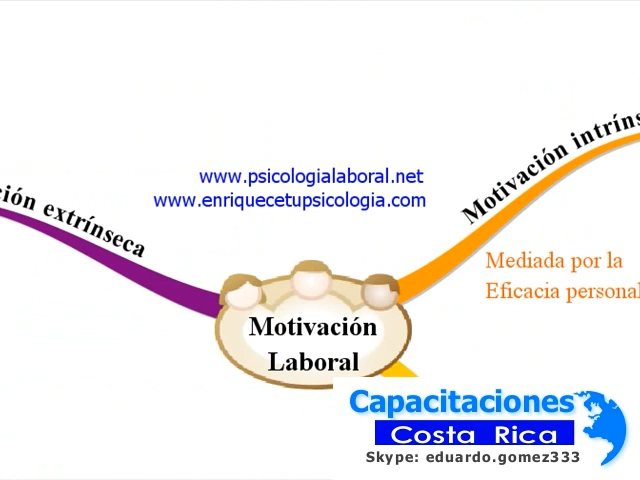 Motivación intríns
www.psicologialaboral.net
www.enriquecetupsicologia.com
ción extrínseca
Mediada por la
Eficacia personal
Motivación
Laboral
Capacitaciones
Costa Rica
Skype: eduardo.gomez333